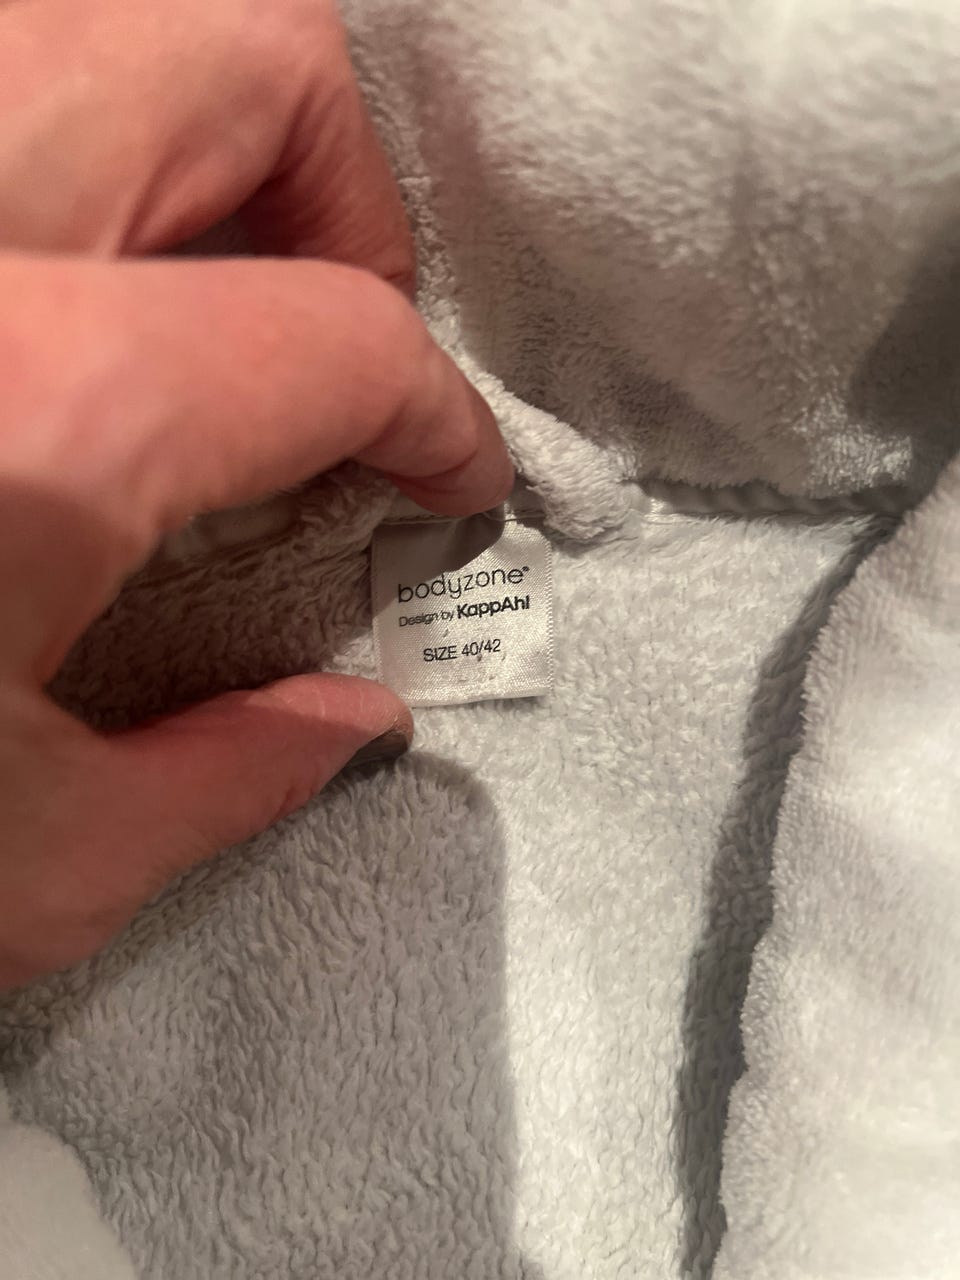 bodyzone®
Design by KappAhl
SIZE 40/42